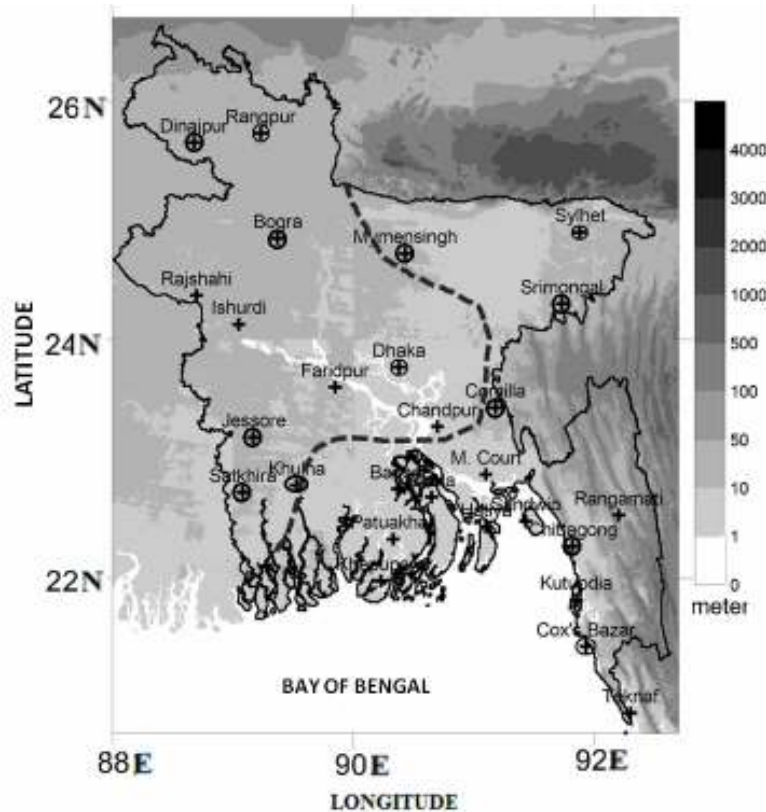 26N
Rangpur
Dinajpur
4000
3000
Sylhet
Bogra
Mymensingh
2000
Rajshahi
Srimongal
1000
Ishurdi
LATITUDE
24N
Dhaka
500
Faridpur
100
Comilla
Chandpur
Jessore
50
M. Court
Khulna
Satkhira
10
Rangamati
Sandwip
Patuakha
Chittagong
1
22N
Kutubdia
0
meter
Cox's Bazar
BAY OF BENGAL
Teknaf
88E
90E
92E
LONGITUDE